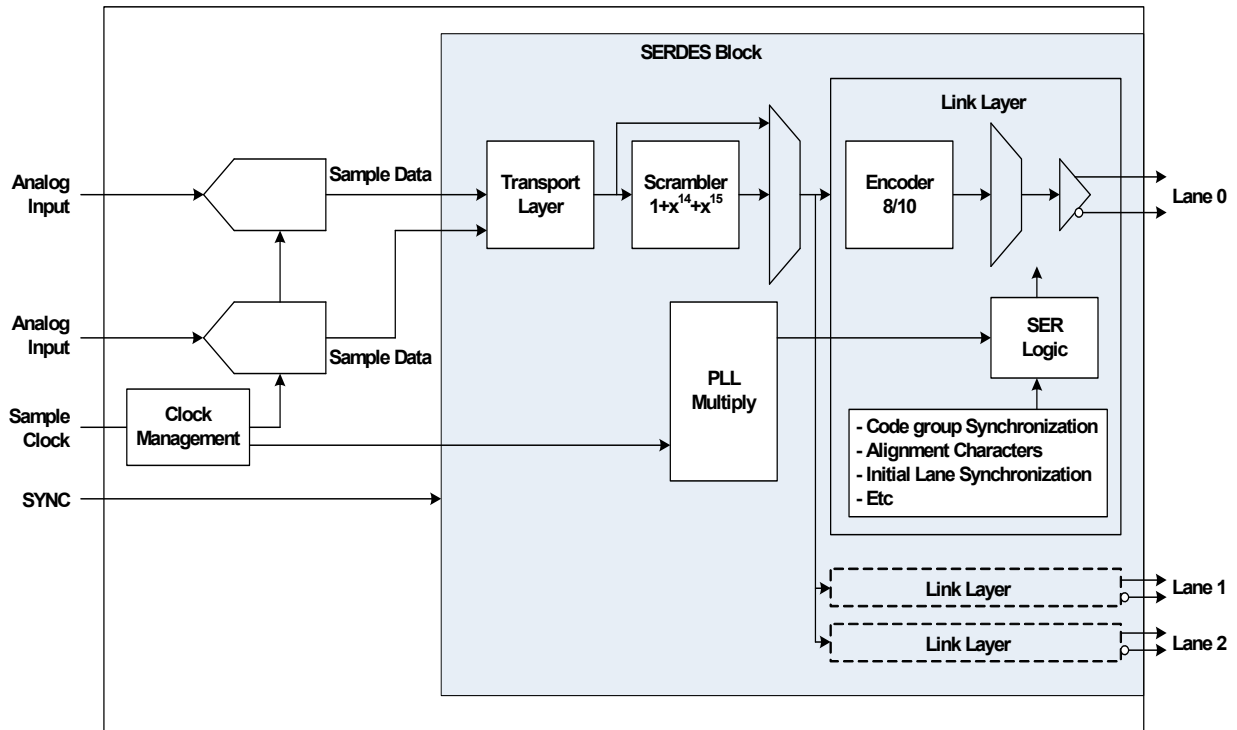 SERDES Block
Link Layer
Analog
Input
Sample Data
Transport
Layer
Scrambler
1+x¹⁴+x¹⁵
Encoder
8/10
Lane 0
Analog
Input
Sample Data
PLL
Multiply
SER
Logic
Sample
Clock
Clock
Management
- Code group Synchronization
- Alignment Characters
- Initial Lane Synchronization
- Etc
SYNC
Link Layer
Lane 1
Link Layer
Lane 2